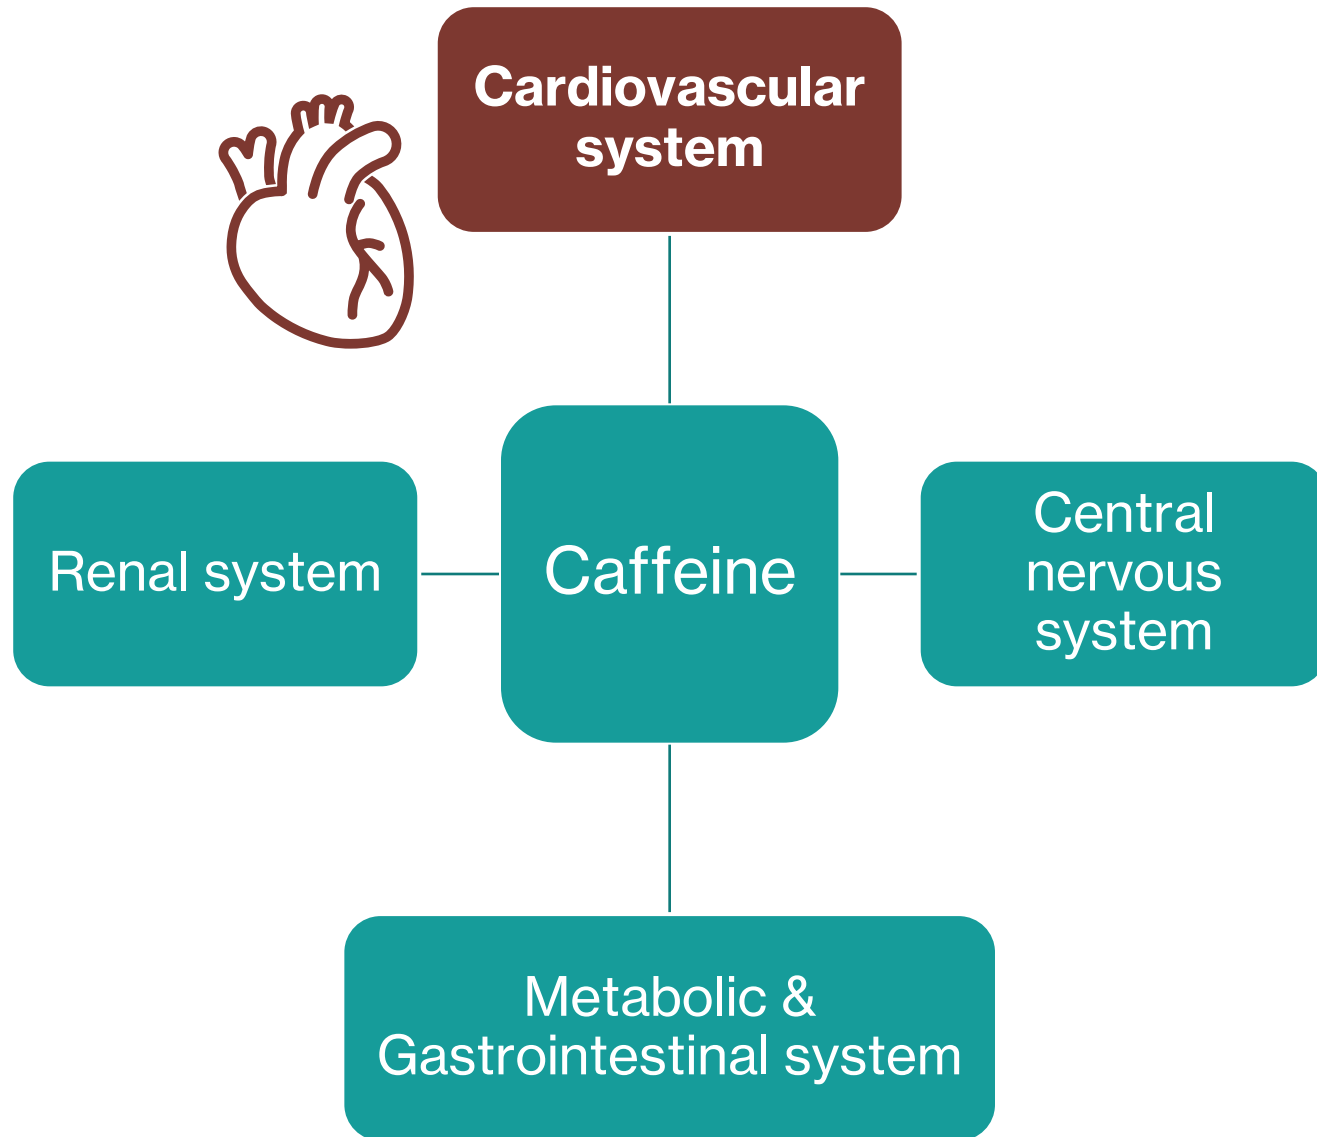 Cardiovascular
system
Renal system
Caffeine
Central
nervous
system
Metabolic &
Gastrointestinal system